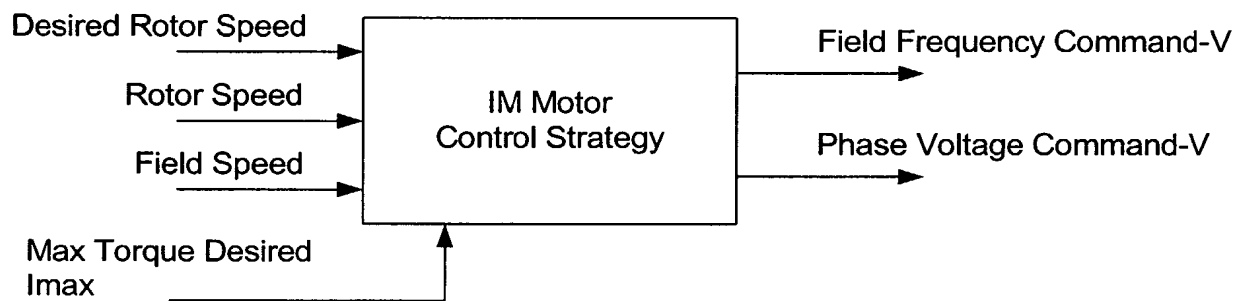 Desired Rotor Speed
Rotor Speed
Field Speed
Max Torque Desired
Imax
IM Motor
Control Strategy
Field Frequency Command-V
Phase Voltage Command-V